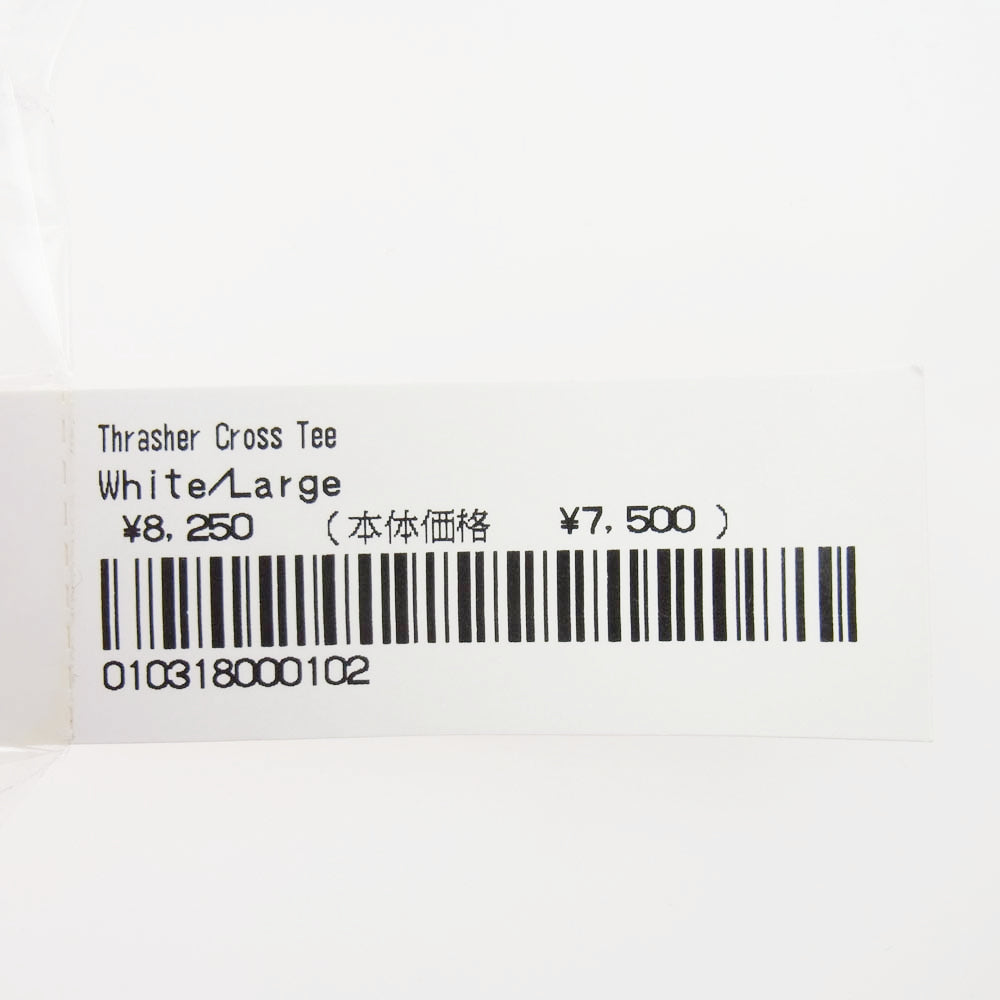 Thrasher Cross Tee
White/Large
¥8,250 (本体価格 ¥7,500 )
010318000102